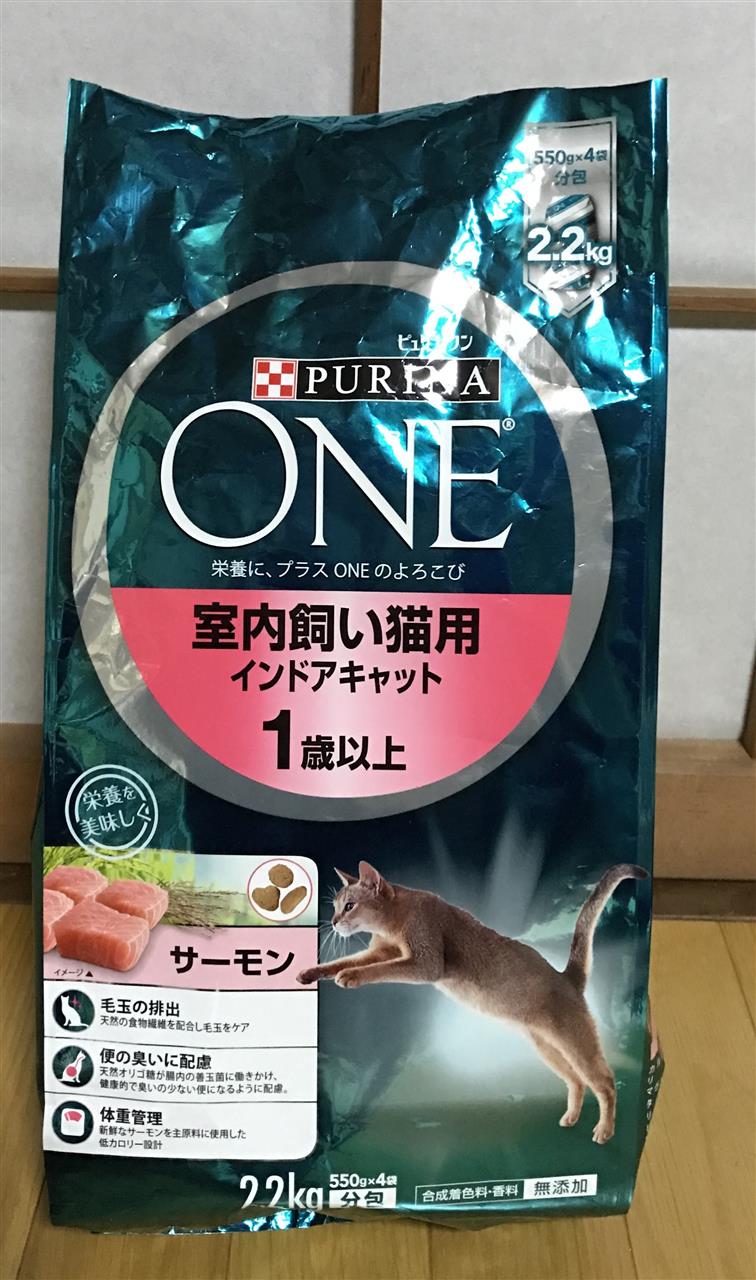 550g×4袋
分包
2.2kg
PURINA
ONE®
栄養に、プラス ONE のよろこび
室内飼い猫用
インドアキャット
1歳以上
栄養を
美味しく
イメージ▲
サーモン
毛玉の排出
天然の食物繊維を配合し毛玉をケア
便の臭いに配慮
天然オリゴ糖が腸内の善玉菌に働きかけ、
健康的で臭いの少ない便になるように配慮。
体重管理
新鮮なサーモンを主原料に使用した
低カロリー設計
2.2kg
550g×4袋
分包
合成着色料・香料 無添加